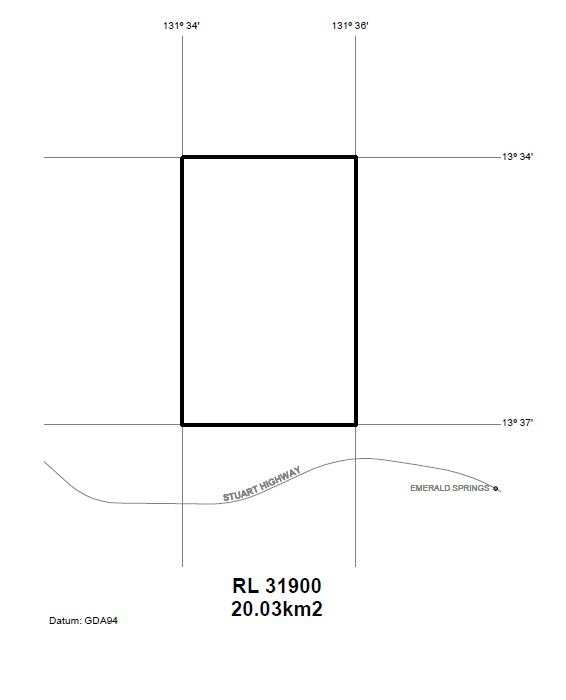 131º 34'
131º 36'
13º 34'
13º 37'
STUART HIGHWAY
EMERALD SPRINGS
RL 31900
20.03km2
Datum: GDA94